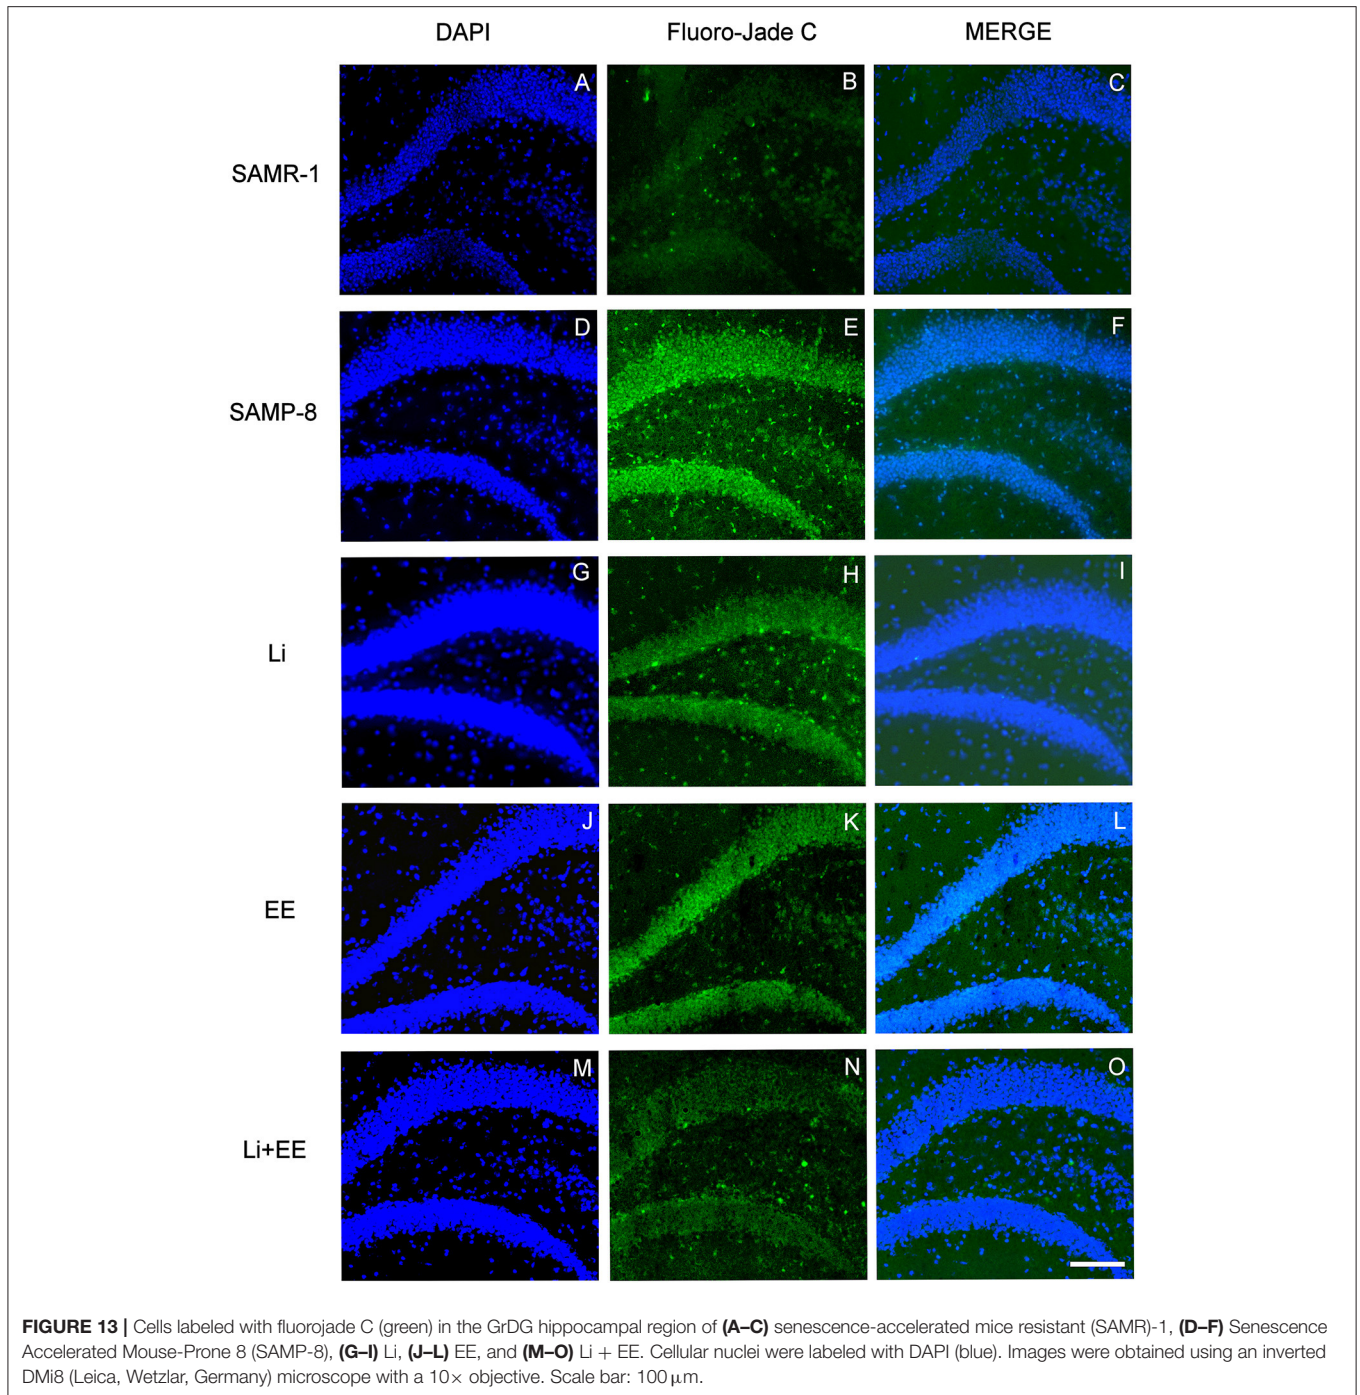 DAPI Fluoro-Jade C MERGE
SAMR-1 A B C
SAMP-8 D E F
Li G H I
EE J K L
Li+EE M N O
FIGURE 13 | Cells labeled with fluorojade C (green) in the GrDG hippocampal region of (A–C) senescence-accelerated mice resistant (SAMR)-1, (D–F) Senescence
Accelerated Mouse-Prone 8 (SAMP-8), (G–I) Li, (J–L) EE, and (M–O) Li + EE. Cellular nuclei were labeled with DAPI (blue). Images were obtained using an inverted
DMi8 (Leica, Wetzlar, Germany) microscope with a 10× objective. Scale bar: 100 μm.